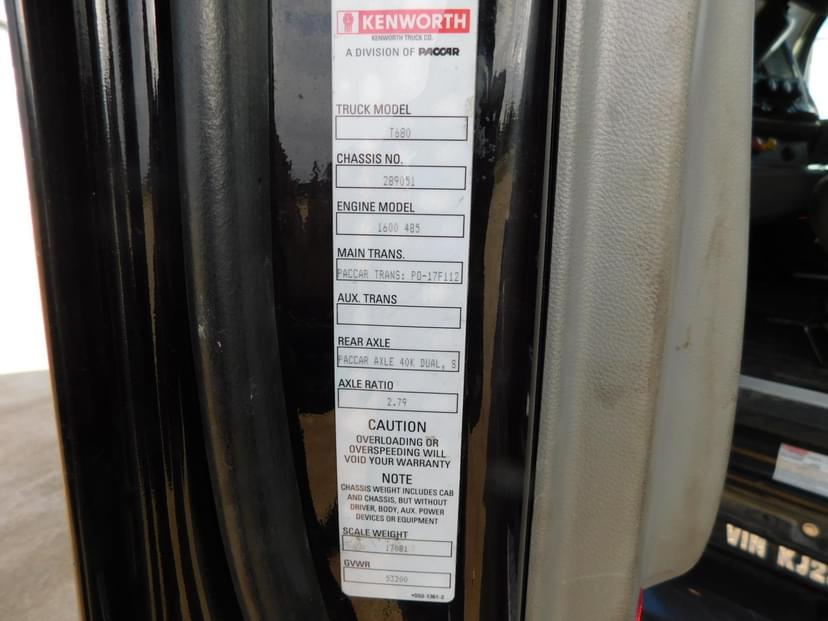 KENWORTH
KENWORTH TRUCK CO.
A DIVISION OF PACCAR
TRUCK MODEL
T680
CHASSIS NO.
289051
ENGINE MODEL
1600 485
MAIN TRANS.
PACCAR TRANS: PO-17F112
AUX. TRANS
REAR AXLE
PACCAR AXLE 40K DUAL, S
AXLE RATIO
2.79
CAUTION
OVERLOADING OR
OVERSPEEDING WILL
VOID YOUR WARRANTY
NOTE
CHASSIS WEIGHT INCLUDES CAB
AND CHASSIS, BUT WITHOUT
DRIVER, BODY, AUX. POWER
DEVICES OR EQUIPMENT
SCALE WEIGHT
17081
GVWR
53200
VIN KJ2